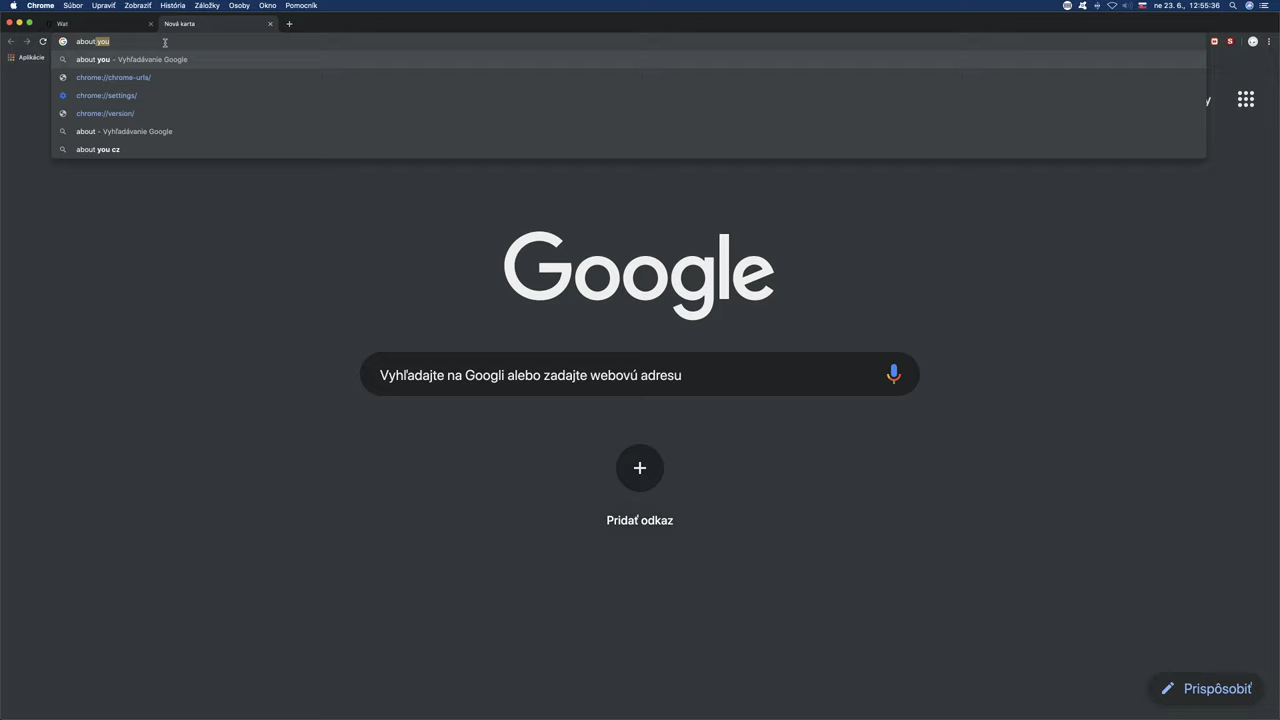 Chrome Súbor Upraviť Zobraziť História Záložky Osoby Okno Pomocník ne 23. 6., 12:55:36
Wat Nová karta
about you
Aplikácie
about you - Vyhľadávanie Google
chrome://chrome-urls/
chrome://settings/
chrome://version/
about - Vyhľadávanie Google
about you cz
Google
Vyhľadajte na Googli alebo zadajte webovú adresu
Pridať odkaz
Prispôsobiť